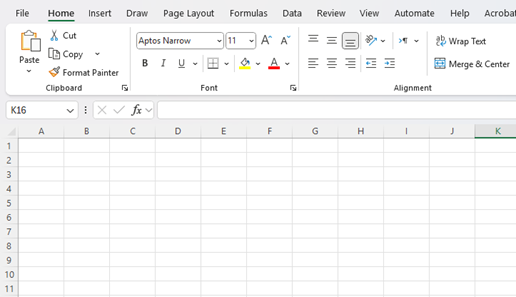 File Home Insert Draw Page Layout Formulas Data Review View Automate Help Acrobat
Paste
Cut
Copy
Format Painter
Clipboard
Aptos Narrow 11 A A
B I U A
Font
ab
Wrap Text
Merge & Center
Alignment
K16 fx
A B C D E F G H I J K
1
2
3
4
5
6
7
8
9
10
11